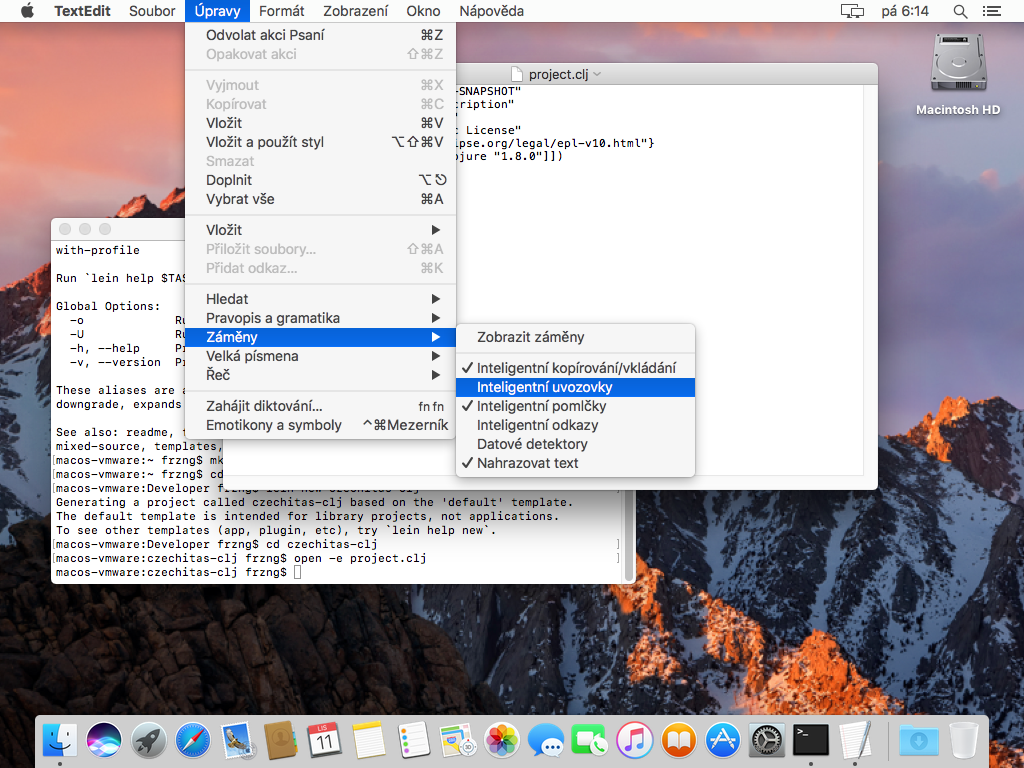 TextEdit Soubor Úpravy Formát Zobrazení Okno Nápověda pá 6:14
Odvolat akci Psaní ⌘Z
Opakovat akci ⇧⌘Z
Vyjmout ⌘X
Kopírovat ⌘C
Vložit ⌘V
Vložit a použít styl ⌥⇧⌘V
Smazat
Doplnit ⌥⎋
Vybrat vše ⌘A
Vložit ▶
Přiložit soubory... ⇧⌘A
Přidat odkaz... ⌘K
Hledat ▶
Pravopis a gramatika ▶
Záměny ▶
Velká písmena ▶
Řeč ▶
Zahájit diktování... fn fn
Emotikony a symboly ^⌘Mezerník
Zobrazit záměny
✓ Inteligentní kopírování/vkládání
Inteligentní uvozovky
✓ Inteligentní pomlčky
Inteligentní odkazy
Datové detektory
✓ Nahrazovat text
project.clj
-SNAPSHOT"
ription"
"
c License"
ipse.org/legal/epl-v10.html"}
ojure "1.8.0"]])
Macintosh HD
with-profile
Run `lein help $TAS
Global Options:
-o Ru
-U Ru
-h, --help Pr
-v, --version Pr
These aliases are a
downgrade, expands
See also: readme, f
mixed-source, templates,
[macos-vmware:~ frzng$ mk
[macos-vmware:~ frzng$ cd
[macos-vmware:Developer frzng$ lein new czechitas-clj ]
Generating a project called czechitas-clj based on the 'default' template.
The default template is intended for library projects, not applications.
To see other templates (app, plugin, etc), try `lein help new`.
[macos-vmware:Developer frzng$ cd czechitas-clj ]
[macos-vmware:czechitas-clj frzng$ open -e project.clj ]
macos-vmware:czechitas-clj frzng$
LIS
11